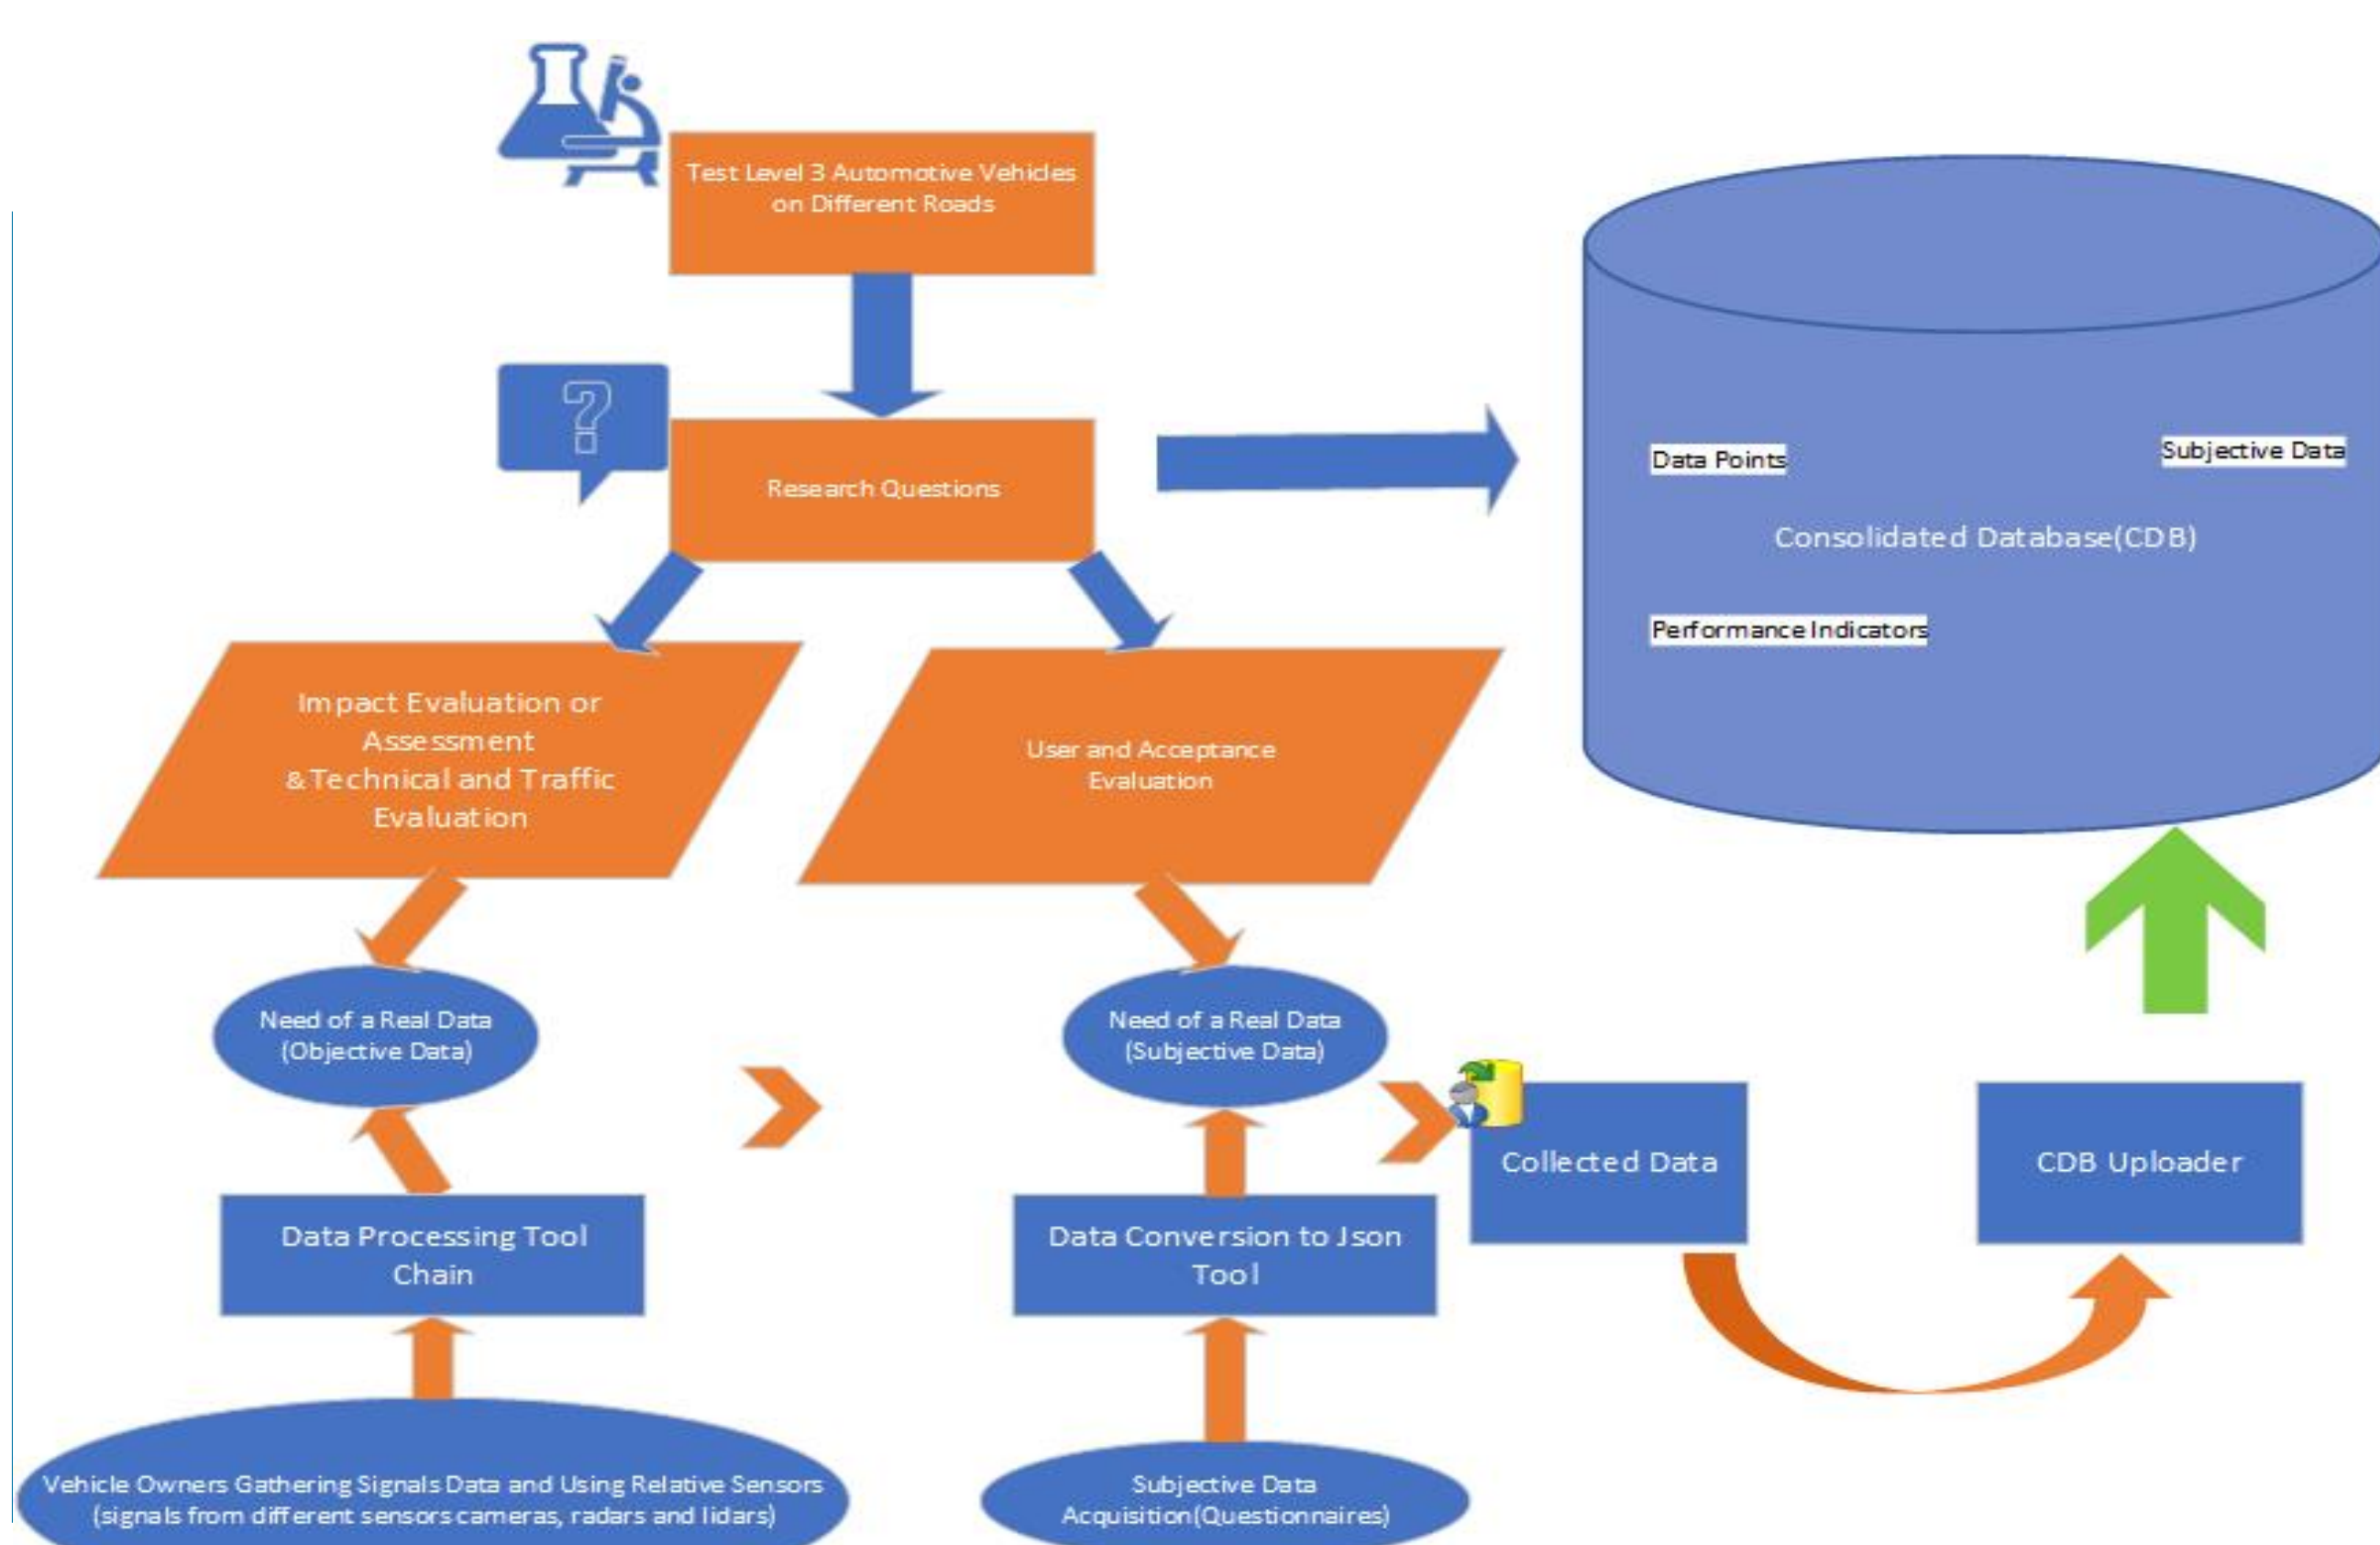 Test Level 3 Automotive Vehicles
on Different Roads
?
Research Questions
Data Points
Subjective Data
Consolidated Database(CDB)
Performance Indicators
Impact Evaluation or
Assessment
&Technical and Traffic
Evaluation
User and Acceptance
Evaluation
Need of a Real Data
(Objective Data)
Need of a Real Data
(Subjective Data)
Collected Data
CDB Uploader
Data Processing Tool
Chain
Data Conversion to Json
Tool
Vehicle Owners Gathering Signals Data and Using Relative Sensors
(signals from different sensors cameras, radars and lidars)
Subjective Data
Acquisition(Questionnaires)